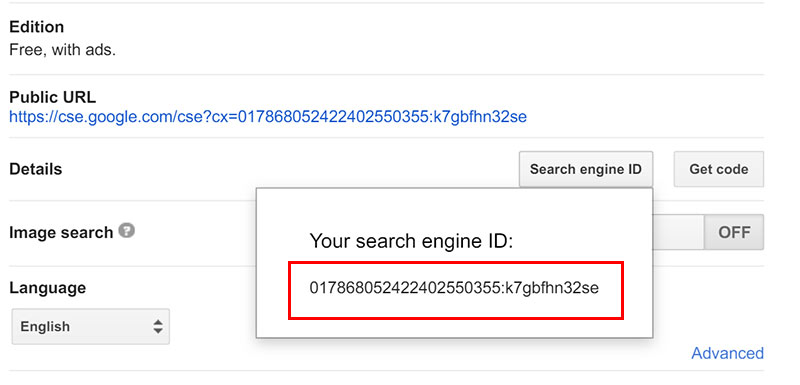 Edition
Free, with ads.
Public URL
https://cse.google.com/cse?cx=017868052422402550355:k7gbfhn32se
Details
Search engine ID
Get code
Image search ?
OFF
Your search engine ID:
017868052422402550355:k7gbfhn32se
Language
English
Advanced